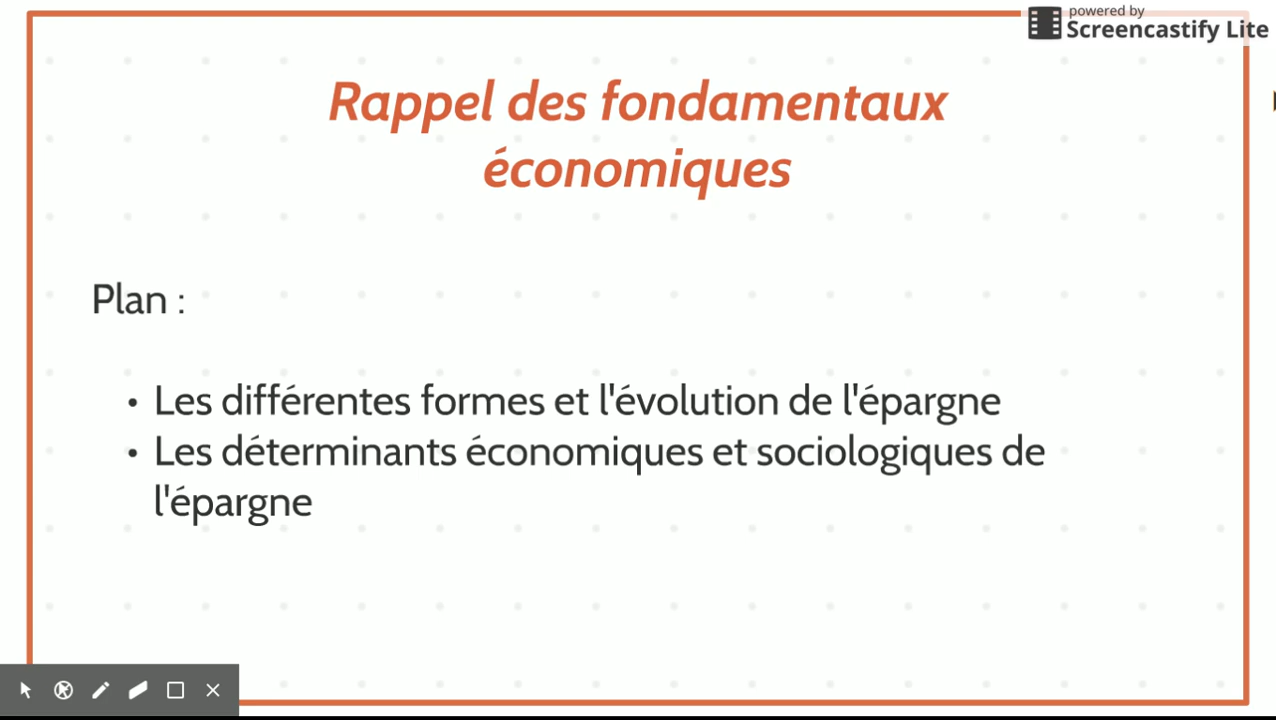 powered by
Screencastify Lite
Rappel des fondamentaux
économiques
Plan :
• Les différentes formes et l'évolution de l'épargne
• Les déterminants économiques et sociologiques de
l'épargne